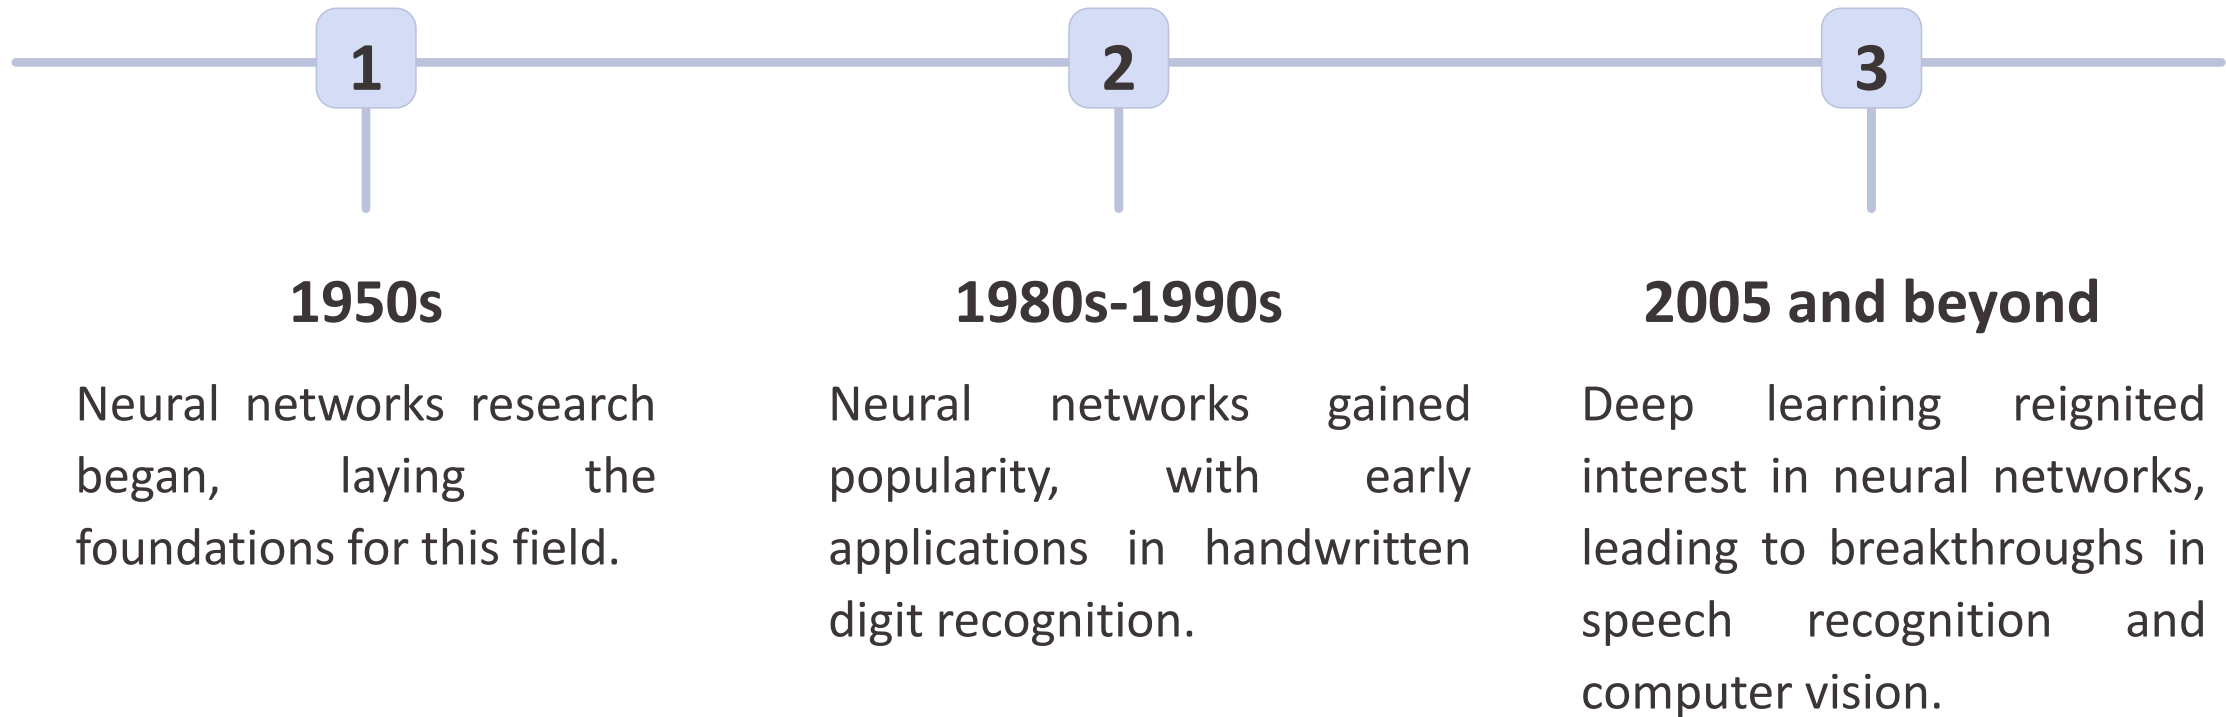 1
2
3
1950s
Neural networks research
began, laying the
foundations for this field.
1980s-1990s
Neural networks gained
popularity, with early
applications in handwritten
digit recognition.
2005 and beyond
Deep learning reignited
interest in neural networks,
leading to breakthroughs in
speech recognition and
computer vision.